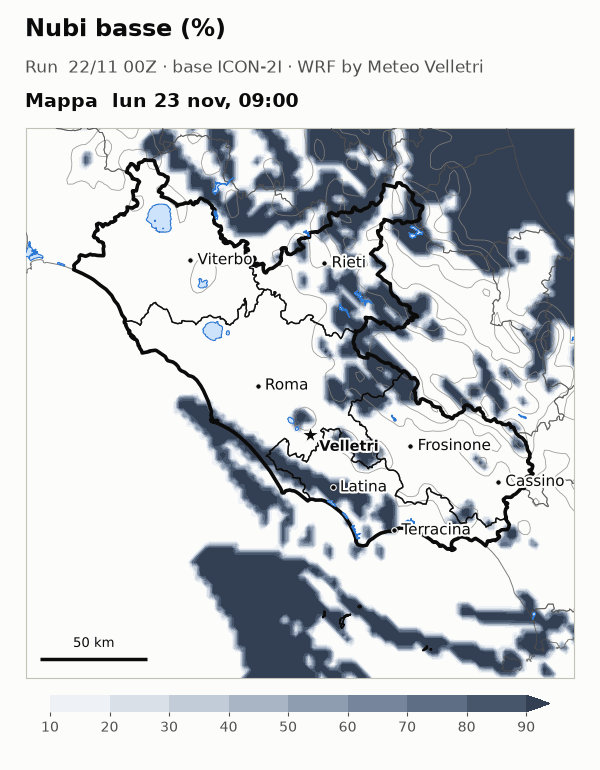 Nubi basse (%)
Run 22/11 00Z · base ICON-2I · WRF by Meteo Velletri
Mappa lun 23 nov, 09:00
Viterbo
Rieti
Roma
Velletri
Frosinone
Latina
Cassino
Terracina
50 km
10 20 30 40 50 60 70 80 90